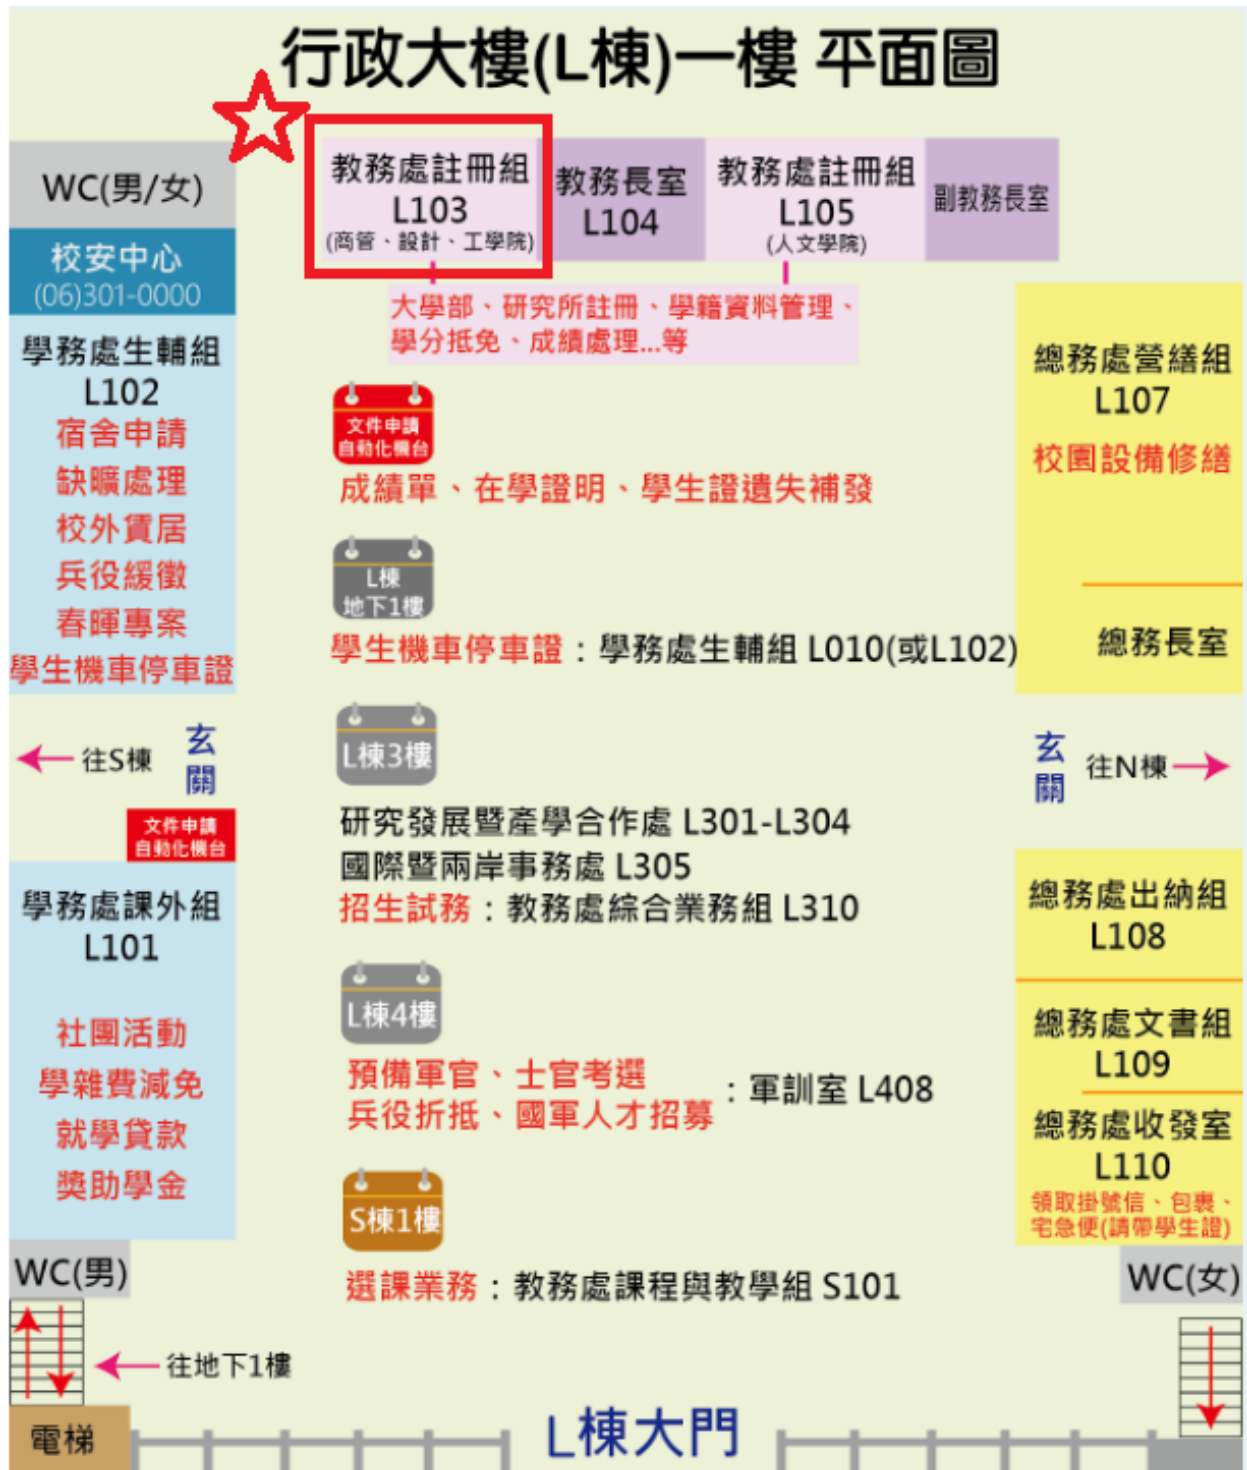 行政大樓(L棟)一樓 平面圖
WC(男/女)
校安中心
(06)301-0000
學務處生輔組
L102
宿舍申請
缺曠處理
校外賃居
兵役緩徵
春暉專案
學生機車停車證
往S棟
玄關
文件申請
自動化機台
學務處課外組
L101
社團活動
學雜費減免
就學貸款
獎助學金
WC(男)
往地下1樓
電梯
教務處註冊組
L103
(商管、設計、工學院)
教務長室
L104
教務處註冊組
L105
(人文學院)
副教務長室
大學部、研究所註冊、學籍資料管理、
學分抵免、成績處理...等
文件申請
自動化機台
成績單、在學證明、學生證遺失補發
L棟
地下1樓
學生機車停車證：學務處生輔組 L010(或L102)
L棟3樓
研究發展暨產學合作處 L301-L304
國際暨兩岸事務處 L305
招生試務：教務處綜合業務組 L310
L棟4樓
預備軍官、士官考選
兵役折抵、國軍人才招募
：軍訓室 L408
S棟1樓
選課業務：教務處課程與教學組 S101
L棟大門
總務處營繕組
L107
校園設備修繕
總務長室
玄關
往N棟
總務處出納組
L108
總務處文書組
L109
總務處收發室
L110
領取掛號信、包裹、
宅急便(請帶學生證)
WC(女)